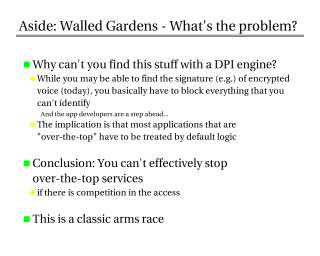 Aside: Walled Gardens - What's the problem?
Why can't you find this stuff with a DPI engine?
While you may be able to find the signature (e.g.) of encrypted
voice (today), you basically have to block everything that you
can't identify
And the app developers are a step ahead...
The implication is that most applications that are
"over-the-top" have to be treated by default logic
Conclusion: You can't effectively stop
over-the-top services
if there is competition in the access
This is a classic arms race